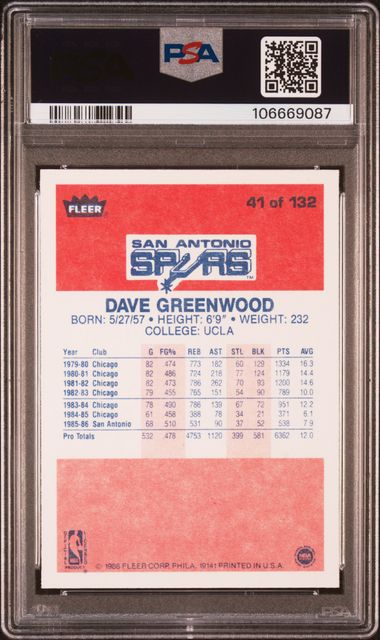 PSA
106669087
FLEER
41 of 132
SAN ANTONIO
SPURS
TM
DAVE GREENWOOD
BORN: 5/27/57 • HEIGHT: 6'9" • WEIGHT: 232
COLLEGE: UCLA
Year Club G FG% REB AST STL BLK PTS AVG
1979-80 Chicago 82 474 773 182 60 129 1334 16.3
1980-81 Chicago 82 486 724 218 77 124 1179 14.4
1981-82 Chicago 82 473 786 262 70 93 1200 14.6
1982-83 Chicago 79 455 765 151 54 90 789 10.0
1983-84 Chicago 78 490 786 139 67 72 951 12.2
1984-85 Chicago 61 458 388 78 34 21 371 6.1
1985-86 San Antonio 68 510 531 90 37 52 538 7.9
Pro Totals 532 478 4753 1120 399 581 6362 12.0
NBA
© 1986 FLEER CORP. PHILA. 19141 PRINTED IN U.S.A.